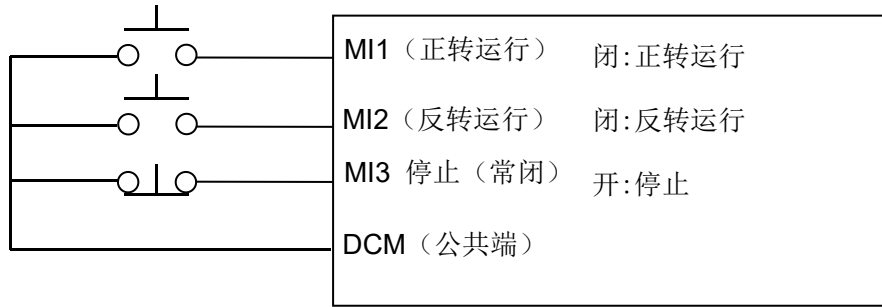 MI1（正转运行） 闭:正转运行
MI2（反转运行） 闭:反转运行
MI3 停止（常闭） 开:停止
DCM（公共端）